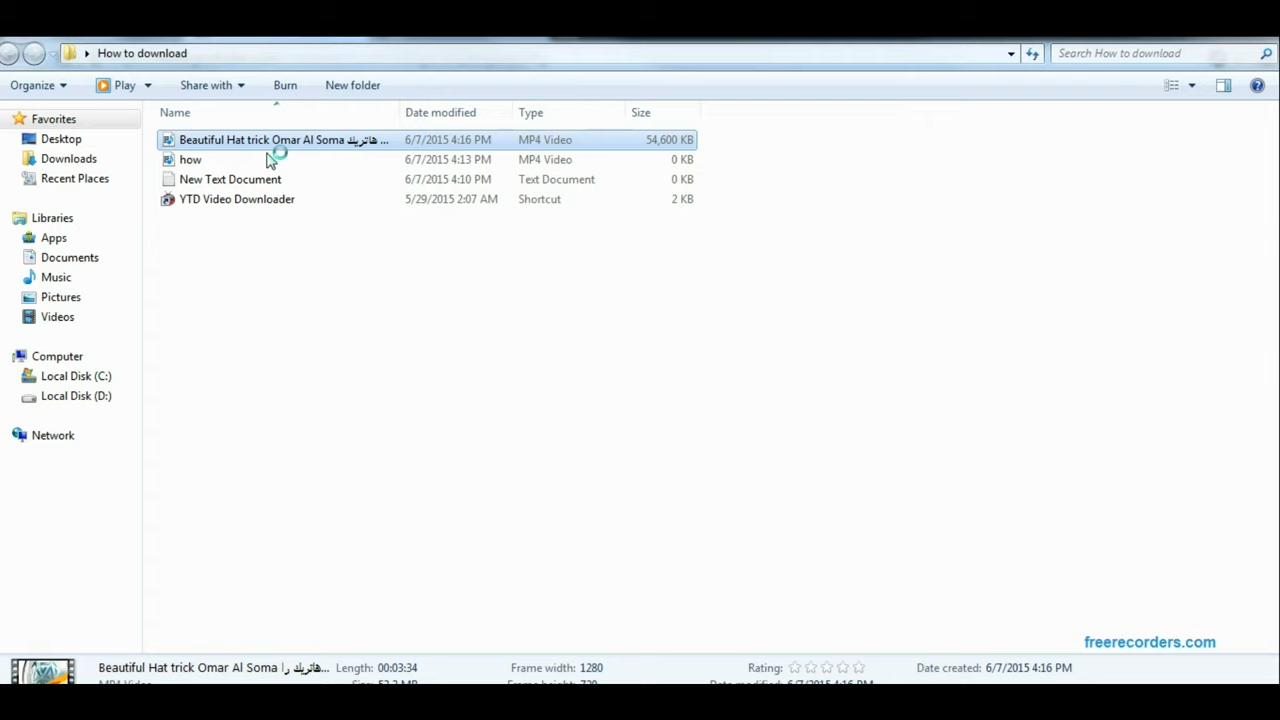 How to download
Search How to download
Organize Play Share with Burn New folder
Name Date modified Type Size
Favorites
Desktop
Downloads
Recent Places
Libraries
Apps
Documents
Music
Pictures
Videos
Computer
Local Disk (C:)
Local Disk (D:)
Network
Beautiful Hat trick Omar Al Soma هاتريك ... 6/7/2015 4:16 PM MP4 Video 54,600 KB
how 6/7/2015 4:13 PM MP4 Video 0 KB
New Text Document 6/7/2015 4:10 PM Text Document 0 KB
YTD Video Downloader 5/29/2015 2:07 AM Shortcut 2 KB
freerecorders.com
Beautiful Hat trick Omar Al Soma هاتريك را... Length: 00:03:34 Frame width: 1280 Rating: Date created: 6/7/2015 4:16 PM